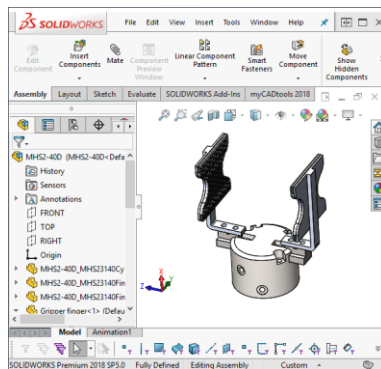 SOLIDWORKS File Edit View Insert Tools Window Help
Edit Component
Insert Components
Mate
Component Preview Window
Linear Component Pattern
Smart Fasteners
Move Component
Show Hidden Components
Assembly Layout Sketch Evaluate SOLIDWORKS Add-Ins myCADtools 2018
MHS2-40D (MHS2-40D<Defa
History
Sensors
Annotations
FRONT
TOP
RIGHT
Origin
MHS2-40D_MHS23140Cy
MHS2-40D_MHS23140Fin
MHS2-40D_MHS23140Fin
Gripper finger<1> (Defau
X
Y
Z
Model Animation1
SOLIDWORKS Premium 2018 SP5.0 Fully Defined Editing Assembly Custom